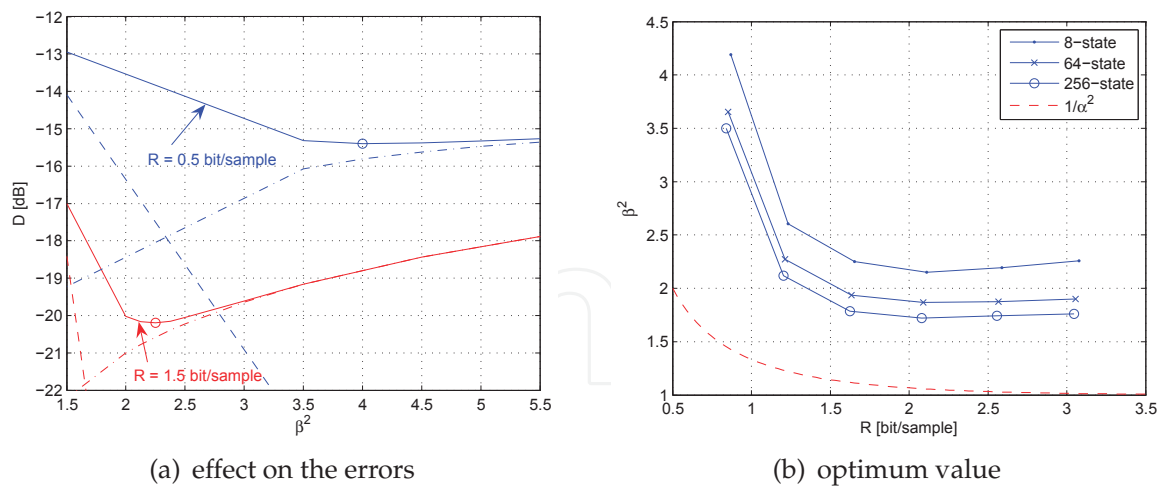 −12
−13
−14
−15
−16
−17
−18
−19
−20
−21
−22
D [dB]
R = 0.5 bit/sample
R = 1.5 bit/sample
1.5 2 2.5 3 3.5 4 4.5 5 5.5
β²
(a) effect on the errors
4.5
4
3.5
3
2.5
2
1.5
1
β²
8−state
64−state
256−state
1/α²
0.5 1 1.5 2 2.5 3 3.5
R [bit/sample]
(b) optimum value